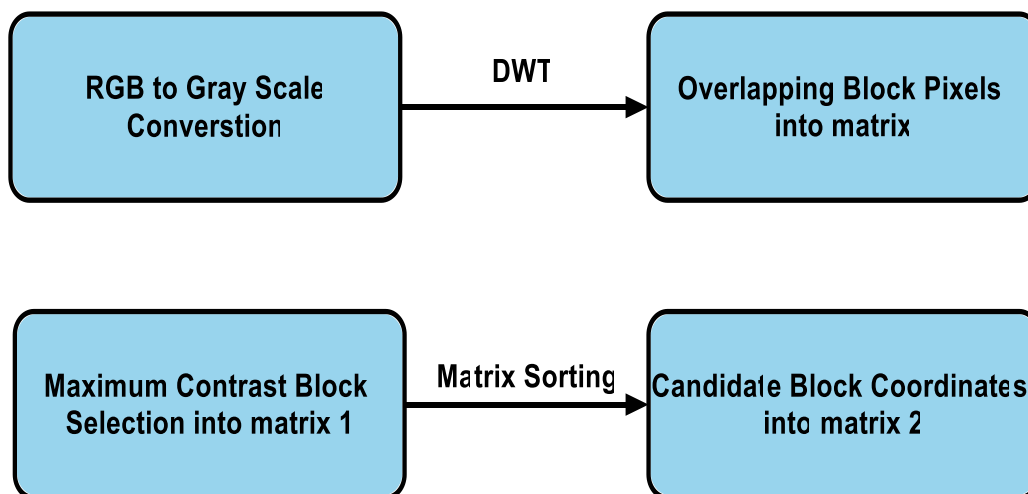 RGB to Gray Scale
Converstion
DWT
Overlapping Block Pixels
into matrix
Maximum Contrast Block
Selection into matrix 1
Matrix Sorting
Candidate Block Coordinates
into matrix 2